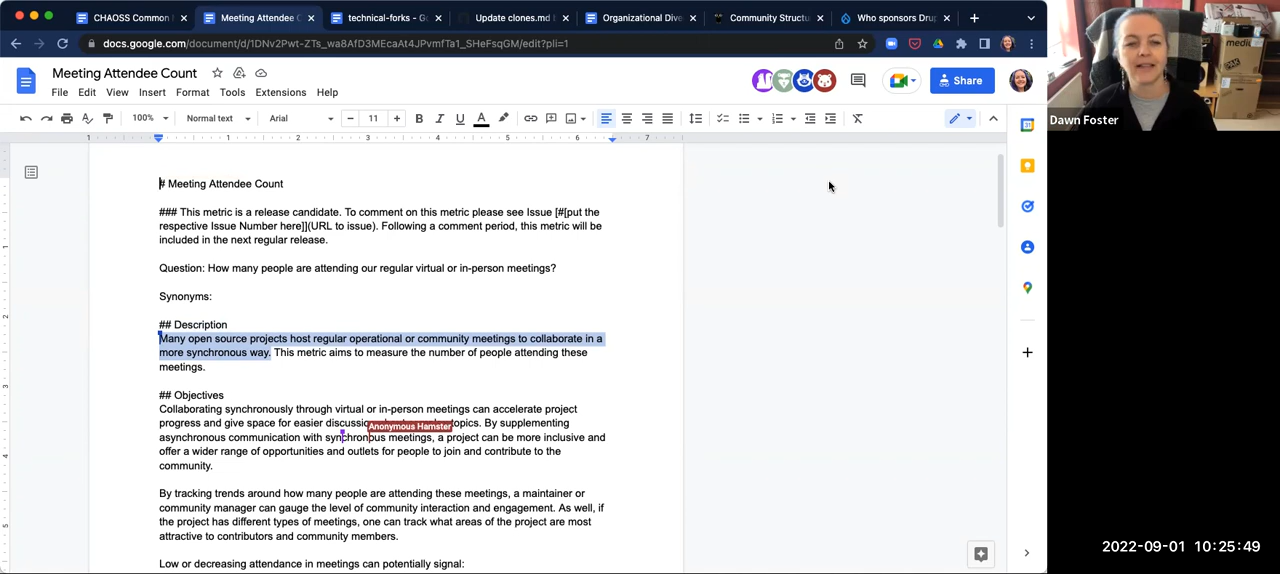 CHAOSS Common
Meeting Attendee C
technical-forks - Go
Update clones.md b
Organizational Dive
Community Structu
Who sponsors Drup
docs.google.com/document/d/1DNv2Pwt-ZTs_wa8AfD3MEcaAt4JPvmfTa1_SHeFsqGM/edit?pli=1
Meeting Attendee Count
File Edit View Insert Format Tools Extensions Help
Share
100% Normal text Arial 11 B I U A
1 1 2 3 4 5 6 7
# Meeting Attendee Count
### This metric is a release candidate. To comment on this metric please see Issue [#[put the
respective Issue Number here]](URL to issue). Following a comment period, this metric will be
included in the next regular release.
Question: How many people are attending our regular virtual or in-person meetings?
Synonyms:
## Description
Many open source projects host regular operational or community meetings to collaborate in a
more synchronous way. This metric aims to measure the number of people attending these
meetings.
## Objectives
Collaborating synchronously through virtual or in-person meetings can accelerate project
progress and give space for easier discussio topics. By supplementing
Anonymous Hamster
asynchronous communication with synchronous meetings, a project can be more inclusive and
offer a wider range of opportunities and outlets for people to join and contribute to the
community.
By tracking trends around how many people are attending these meetings, a maintainer or
community manager can gauge the level of community interaction and engagement. As well, if
the project has different types of meetings, one can track what areas of the project are most
attractive to contributors and community members.
Low or decreasing attendance in meetings can potentially signal:
Dawn Foster
2022-09-01 10:25:49